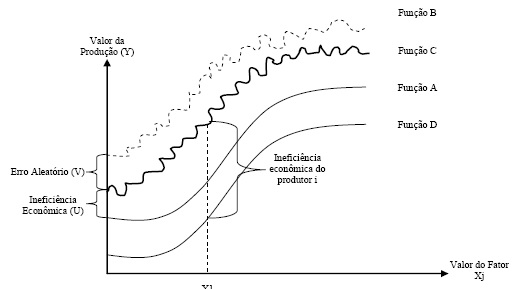 Função B
Valor da
Produção (Y)
Função C
Função A
Função D
Erro Aleatório (V)
Ineficiência
Econômica (U)
Ineficiência
econômica do
produtor i
Valor do Fator
Xj